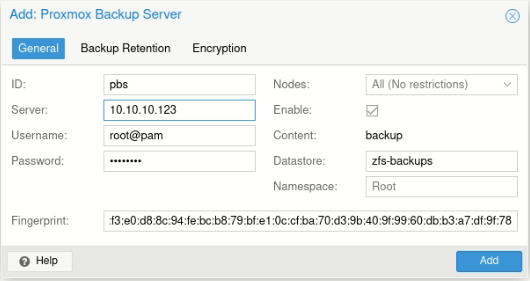 Add: Proxmox Backup Server
General Backup Retention Encryption
ID: pbs Nodes: All (No restrictions)
Server: 10.10.10.123 Enable:
Username: root@pam Content: backup
Password: •••••••• Datastore: zfs-backups
Namespace: Root
Fingerprint: :f3:e0:d8:8c:94:fe:bc:b8:79:bf:e1:0c:cf:ba:70:d3:9b:40:9f:99:60:db:b3:a7:df:9f:78
Help Add